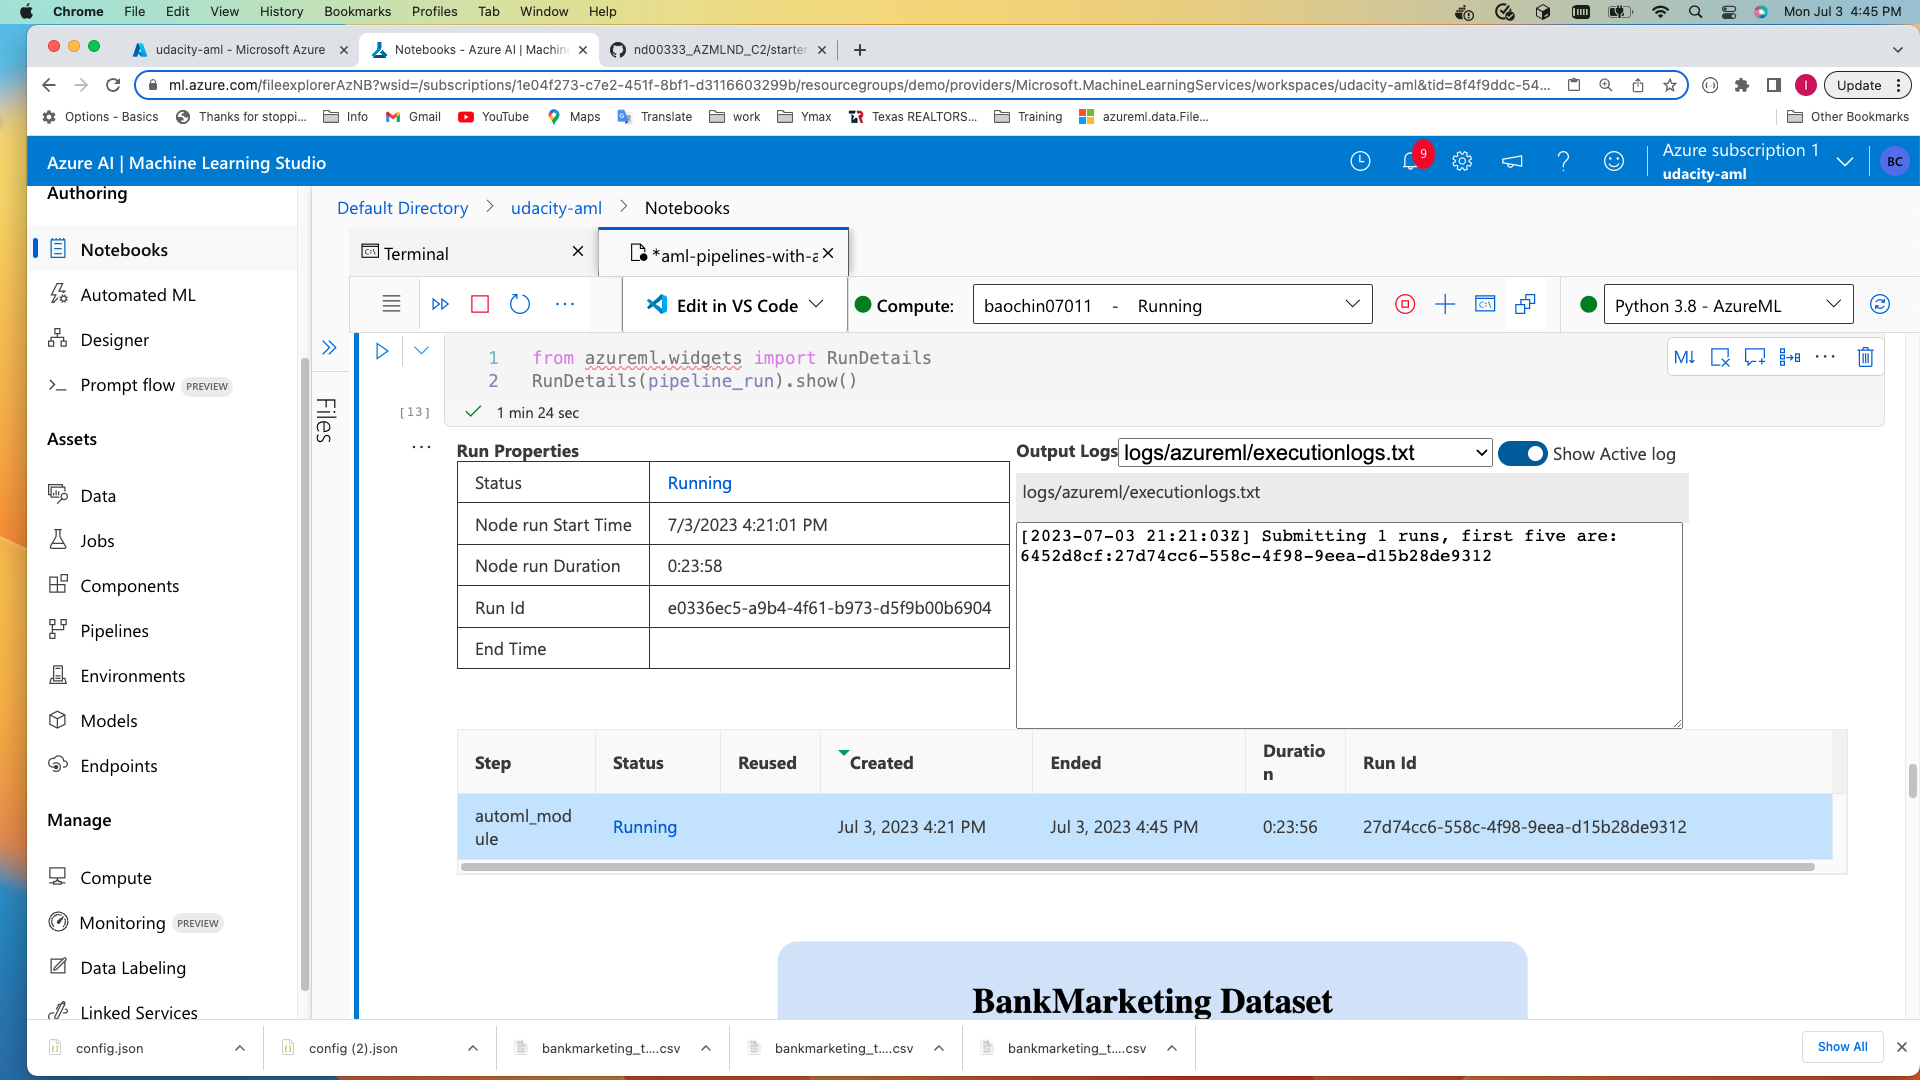 Chrome File Edit View History Bookmarks Profiles Tab Window Help Mon Jul 3 4:45 PM
udacity-aml - Microsoft Azure Notebooks - Azure AI | Machin nd00333_AZMLND_C2/starter
ml.azure.com/fileexplorerAzNB?wsid=/subscriptions/1e04f273-c7e2-451f-8bf1-d3116603299b/resourcegroups/demo/providers/Microsoft.MachineLearningServices/workspaces/udacity-aml&tid=8f4f9ddc-54... I Update
Options - Basics Thanks for stoppi... Info Gmail YouTube Maps Translate work Ymax Texas REALTORS... Training azureml.data.File... Other Bookmarks
Azure AI | Machine Learning Studio 9 Azure subscription 1 BC
udacity-aml
Authoring
Notebooks
Automated ML
Designer
Prompt flow PREVIEW
Assets
Data
Jobs
Components
Pipelines
Environments
Models
Endpoints
Manage
Compute
Monitoring PREVIEW
Data Labeling
Linked Services
Default Directory > udacity-aml > Notebooks
Terminal *aml-pipelines-with-a
Edit in VS Code Compute: baochin07011 - Running Python 3.8 - AzureML
Files
1 from azureml.widgets import RunDetails
2 RunDetails(pipeline_run).show()
M↓
[13] 1 min 24 sec
Run Properties
Status Running
Node run Start Time 7/3/2023 4:21:01 PM
Node run Duration 0:23:58
Run Id e0336ec5-a9b4-4f61-b973-d5f9b00b6904
End Time
Output Logs logs/azureml/executionlogs.txt Show Active log
logs/azureml/executionlogs.txt
[2023-07-03 21:21:03Z] Submitting 1 runs, first five are:
6452d8cf:27d74cc6-558c-4f98-9eea-d15b28de9312
Step Status Reused Created Ended Duratio
n Run Id
automl_mod
ule Running Jul 3, 2023 4:21 PM Jul 3, 2023 4:45 PM 0:23:56 27d74cc6-558c-4f98-9eea-d15b28de9312
BankMarketing Dataset
config.json config (2).json bankmarketing_t....csv bankmarketing_t....csv bankmarketing_t....csv Show All